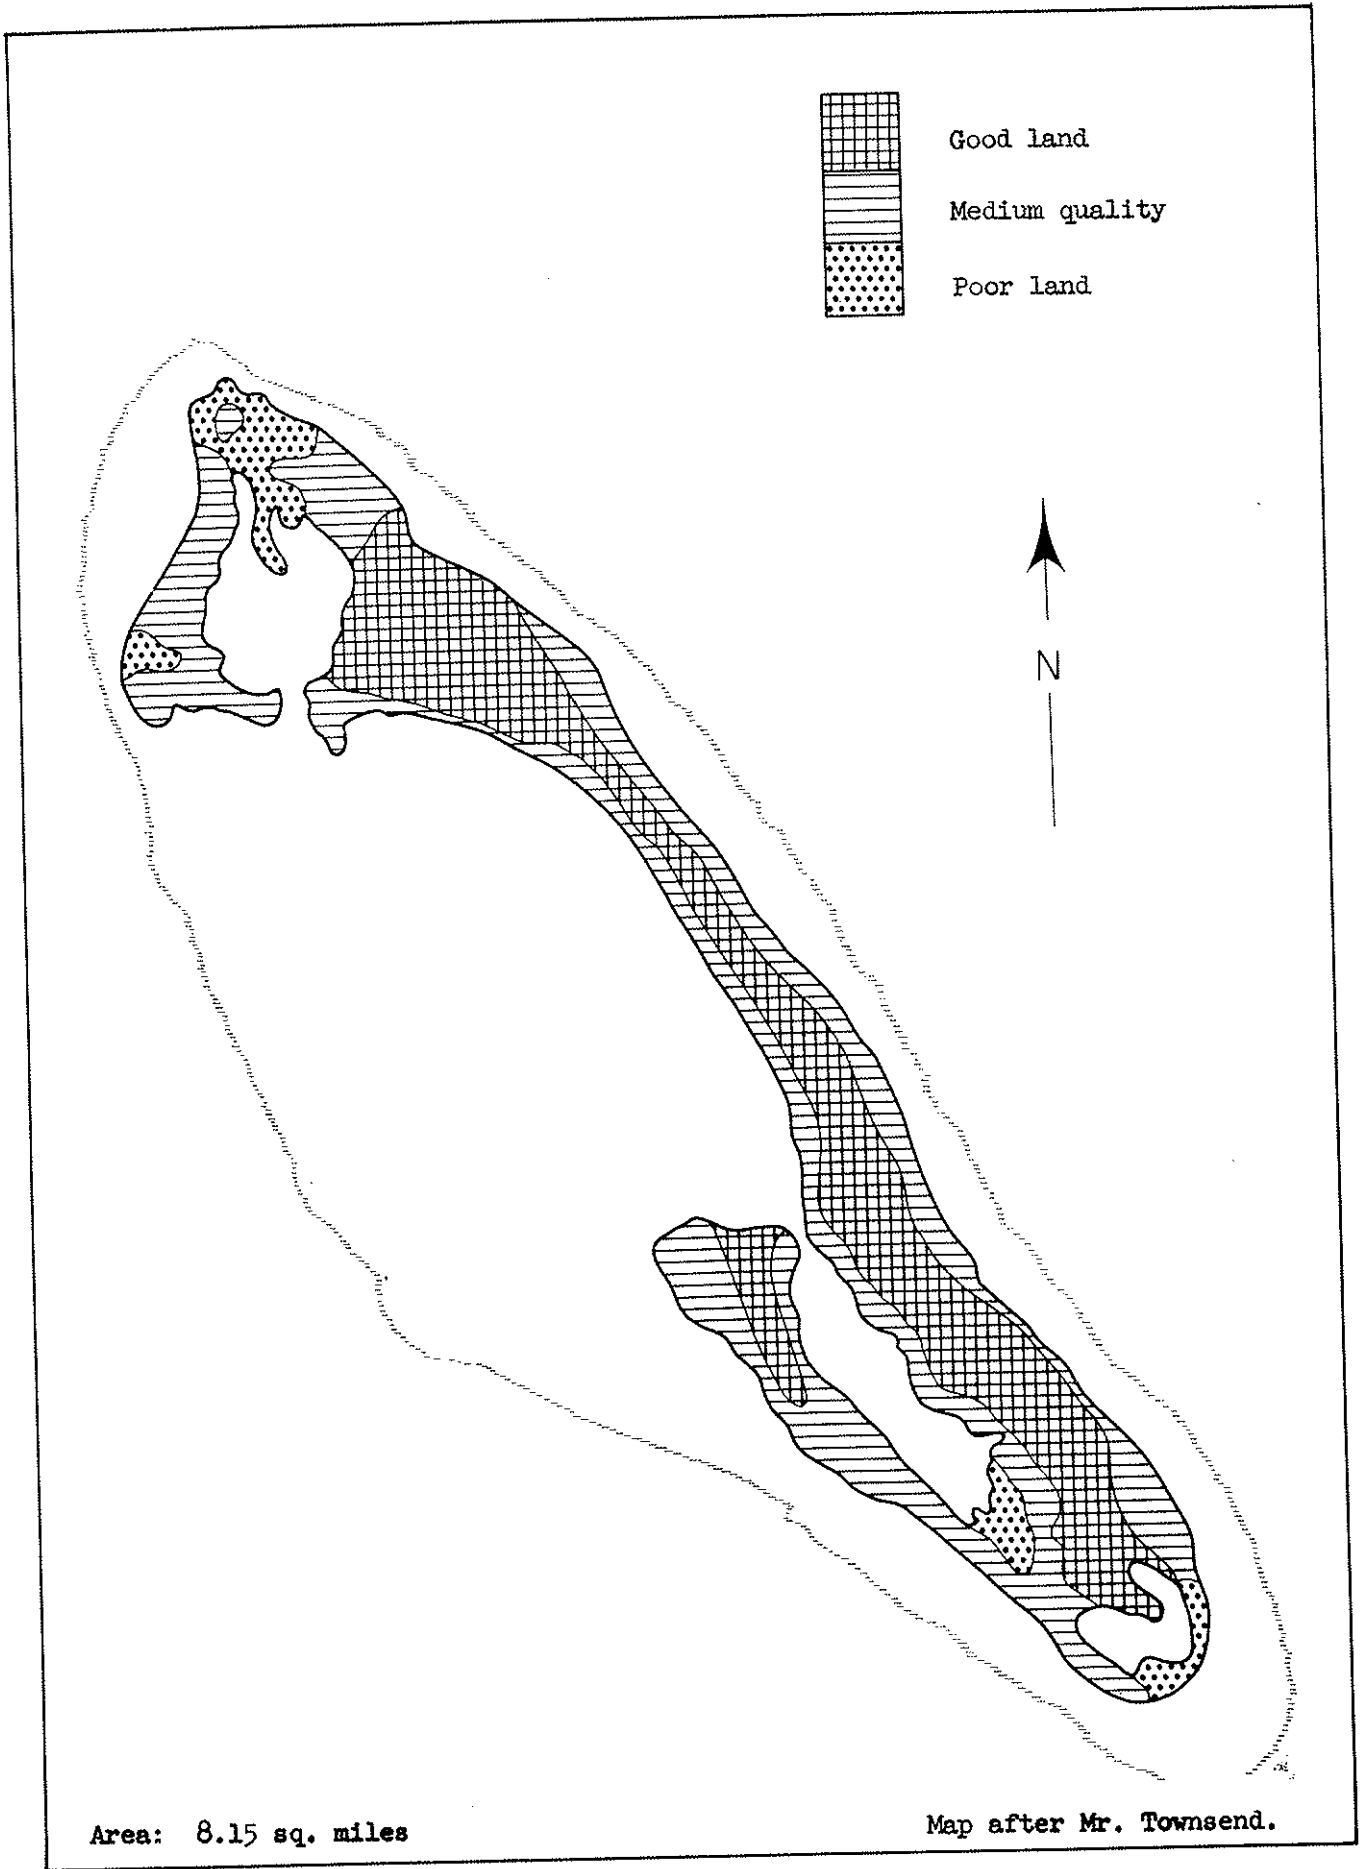 Good land
Medium quality
Poor land
N
Area: 8.15 sq. miles
Map after Mr. Townsend.